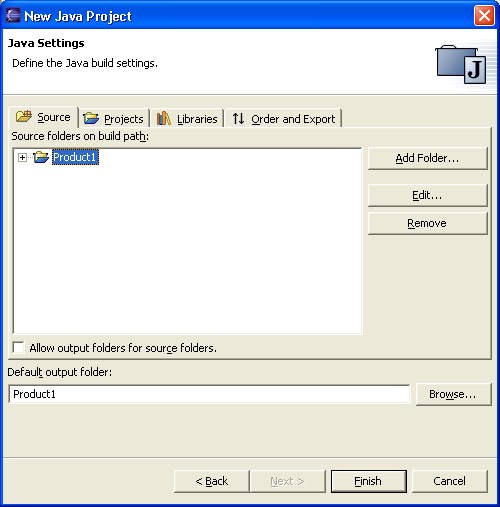 New Java Project
Java Settings
Define the Java build settings.
J
Source Projects Libraries Order and Export
Source folders on build path:
Product1
Add Folder...
Edit...
Remove
Allow output folders for source folders.
Default output folder:
Product1 Browse...
< Back Next > Finish Cancel